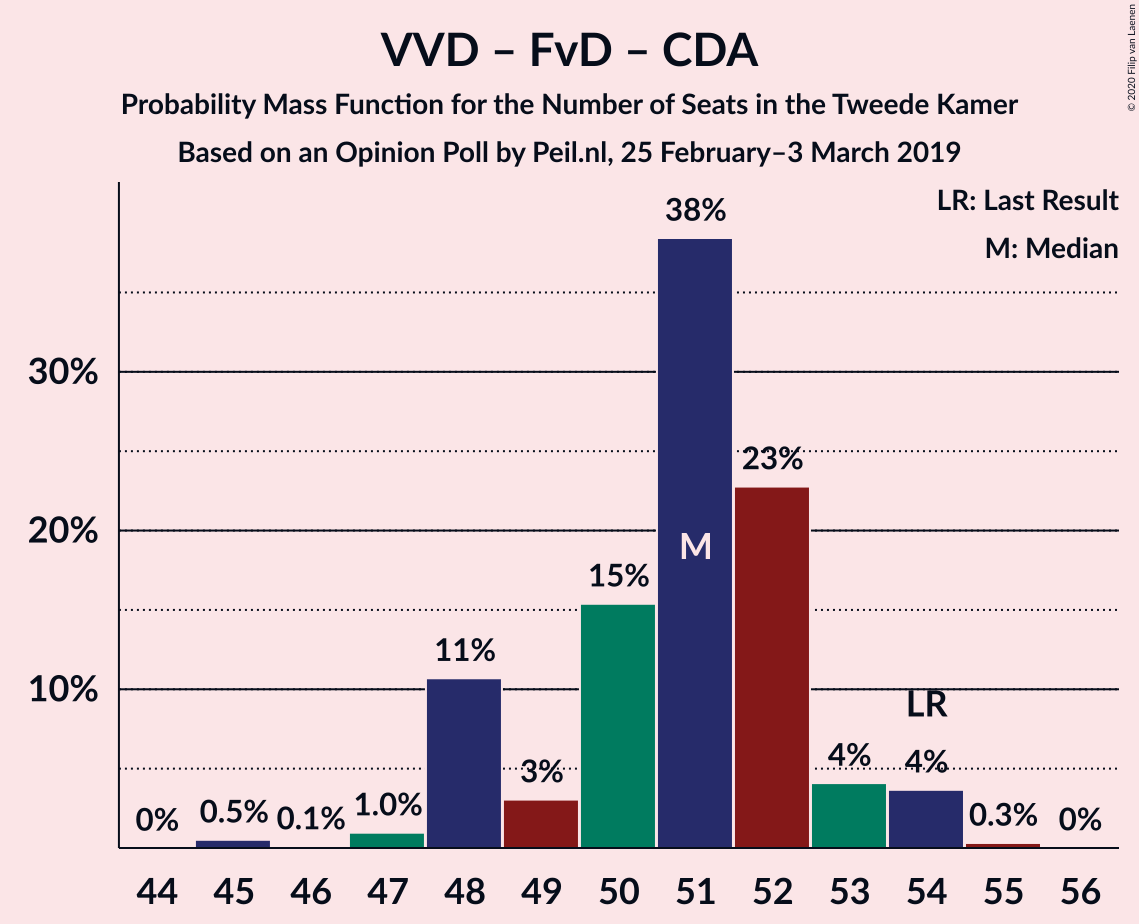 VVD – FvD – CDA
Probability Mass Function for the Number of Seats in the Tweede Kamer
Based on an Opinion Poll by Peil.nl, 25 February–3 March 2019
© 2020 Filip van Laenen
LR: Last Result
M: Median
38%
30%
23%
20%
M
15%
11%
10%
LR
4%
4%
3%
1.0%
0.5%
0.1%
0%
0.3%
0%
44 45 46 47 48 49 50 51 52 53 54 55 56